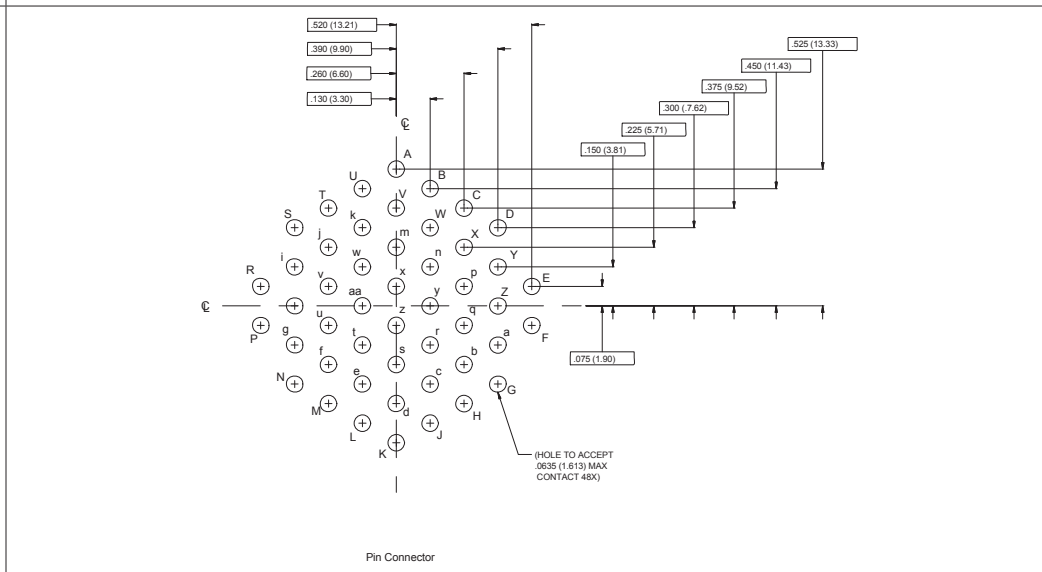 .520 (13.21)
.390 (9.90)
.260 (6.60)
.130 (3.30)
.525 (13.33)
.450 (11.43)
.375 (9.52)
.300 (.7.62)
.225 (5.71)
.150 (3.81)
℄
A
U
B
T
V
C
S
k
W
D
j
m
X
i
w
n
Y
R
v
x
p
E
℄
aa
y
Z
P
u
z
q
F
g
t
r
a
f
s
b
N
e
c
G
M
d
H
L
J
K
.075 (1.90)
(HOLE TO ACCEPT
.0635 (1.613) MAX
CONTACT 48X)
Pin Connector